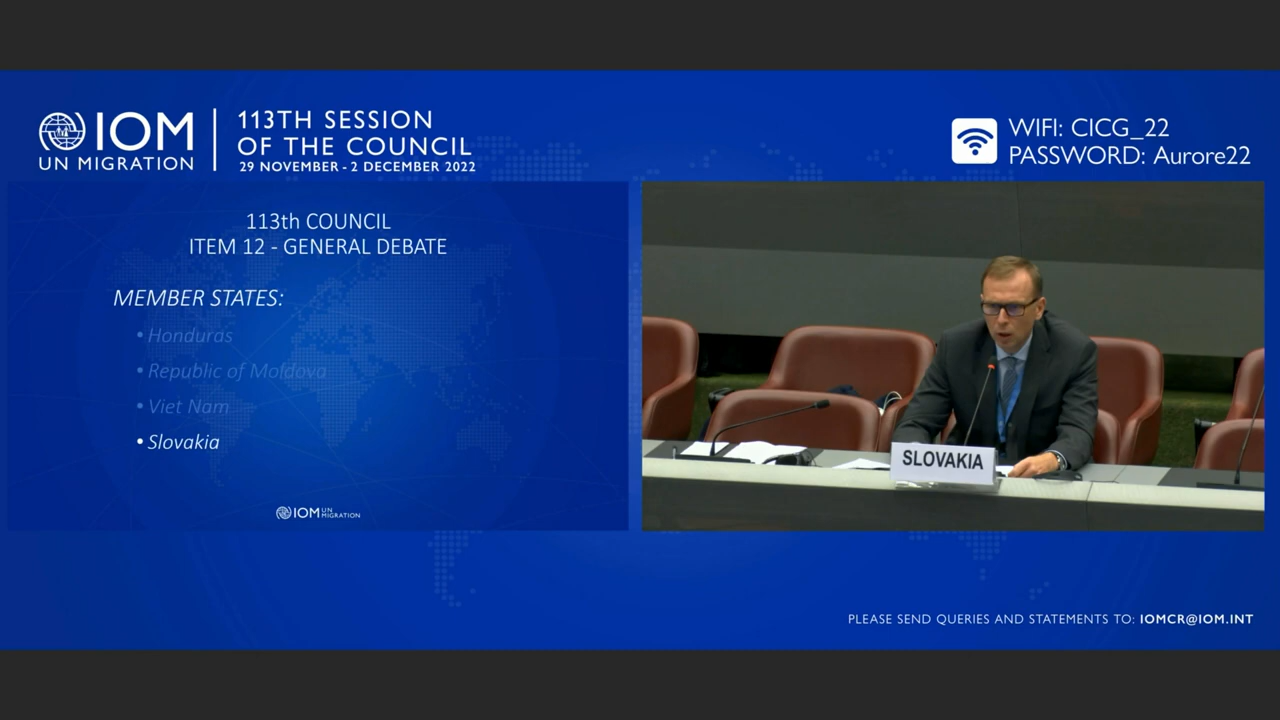 IOM
UN MIGRATION
113TH SESSION
OF THE COUNCIL
29 NOVEMBER - 2 DECEMBER 2022
WIFI: CICG_22
PASSWORD: Aurore22
113th COUNCIL
ITEM 12 - GENERAL DEBATE
MEMBER STATES:
• Honduras
• Republic of Moldova
• Viet Nam
• Slovakia
IOM UN
MIGRATION
SLOVAKIA
PLEASE SEND QUERIES AND STATEMENTS TO: IOMCR@IOM.INT